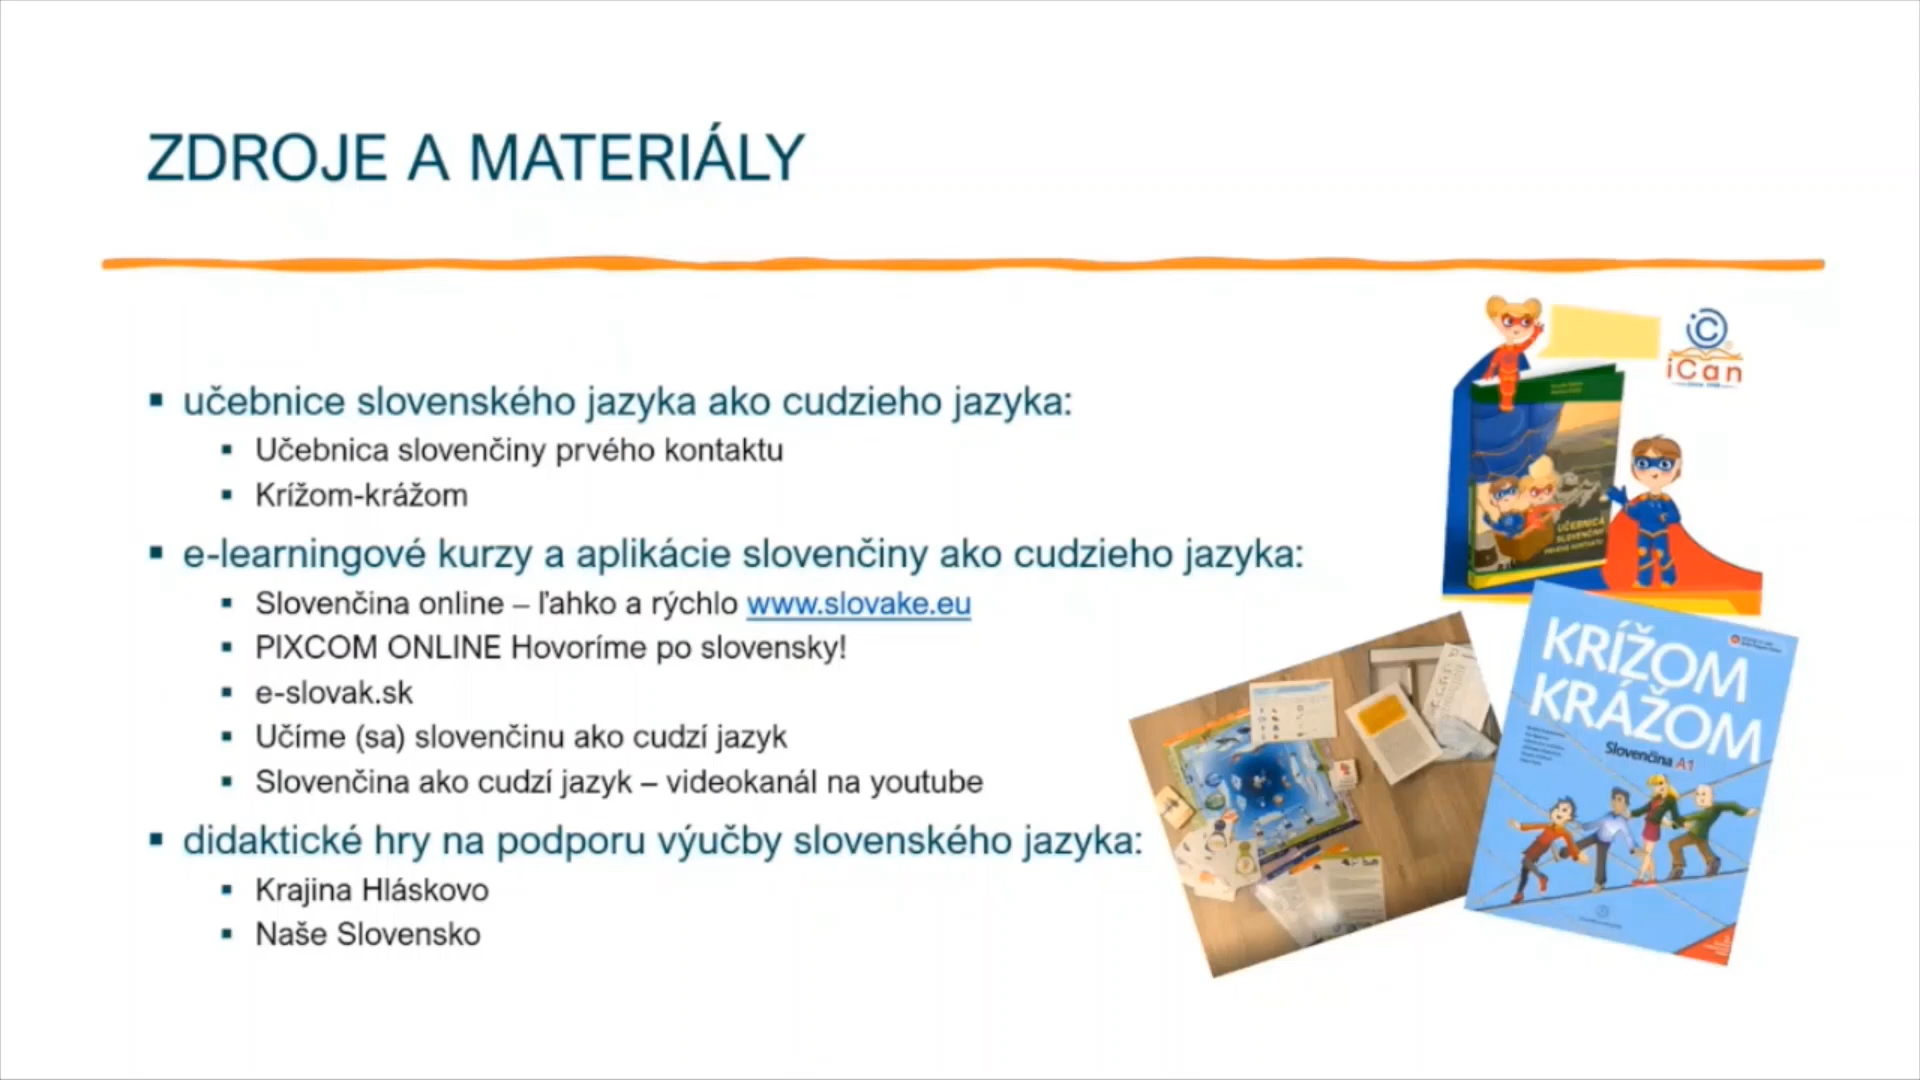 ZDROJE A MATERIÁLY
učebnice slovenského jazyka ako cudzieho jazyka:
Učebnica slovenčiny prvého kontaktu
Krížom-krážom
e-learningové kurzy a aplikácie slovenčiny ako cudzieho jazyka:
Slovenčina online – ľahko a rýchlo www.slovake.eu
PIXCOM ONLINE Hovoríme po slovensky!
e-slovak.sk
Učíme (sa) slovenčinu ako cudzí jazyk
Slovenčina ako cudzí jazyk – videokanál na youtube
didaktické hry na podporu výučby slovenského jazyka:
Krajina Hláskovo
Naše Slovensko
iCan
UČEBNICA
SLOVENČINY
PRVÉHO KONTAKTU
KRÍŽOM
KRÁŽOM
Slovenčina A1